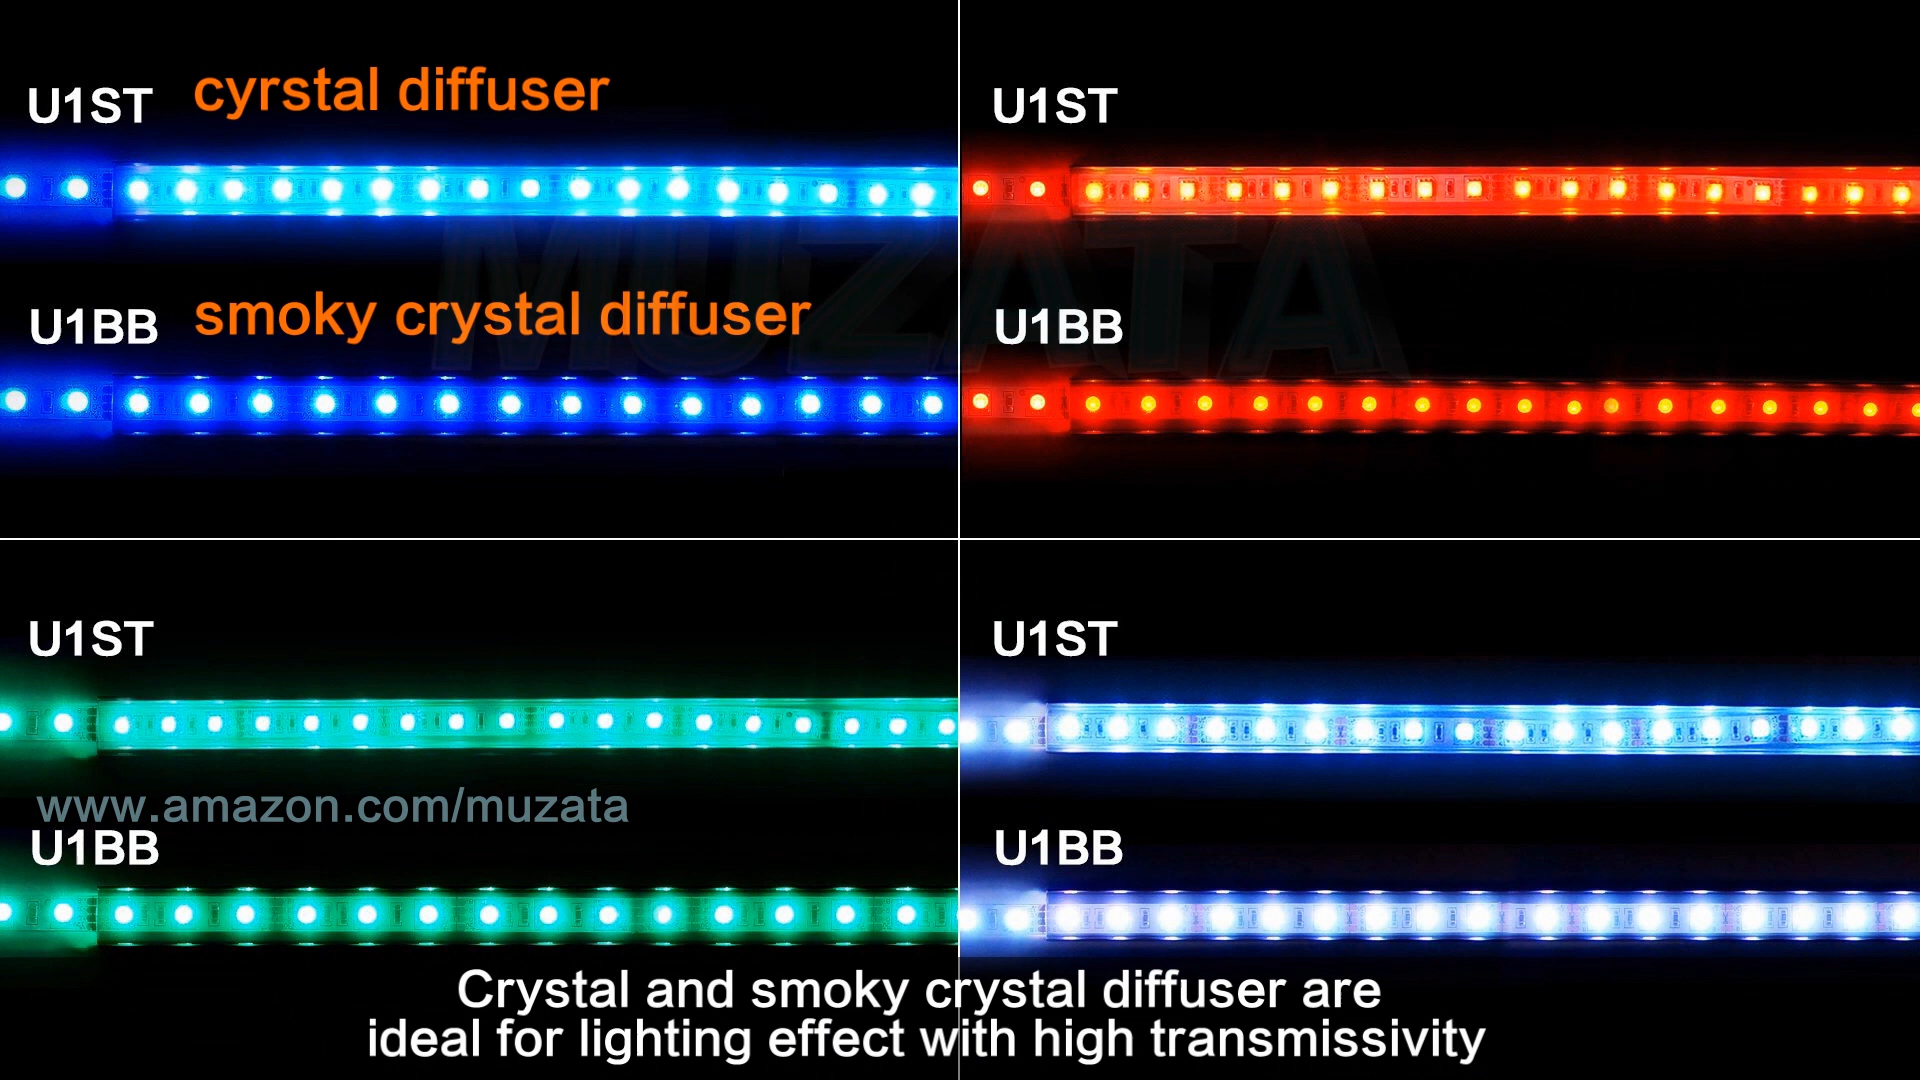 U1ST cyrstal diffuser
U1BB smoky crystal diffuser
U1ST
U1BB
MUZATA
U1ST
www.amazon.com/muzata
U1BB
U1ST
U1BB
Crystal and smoky crystal diffuser are
ideal for lighting effect with high transmissivity